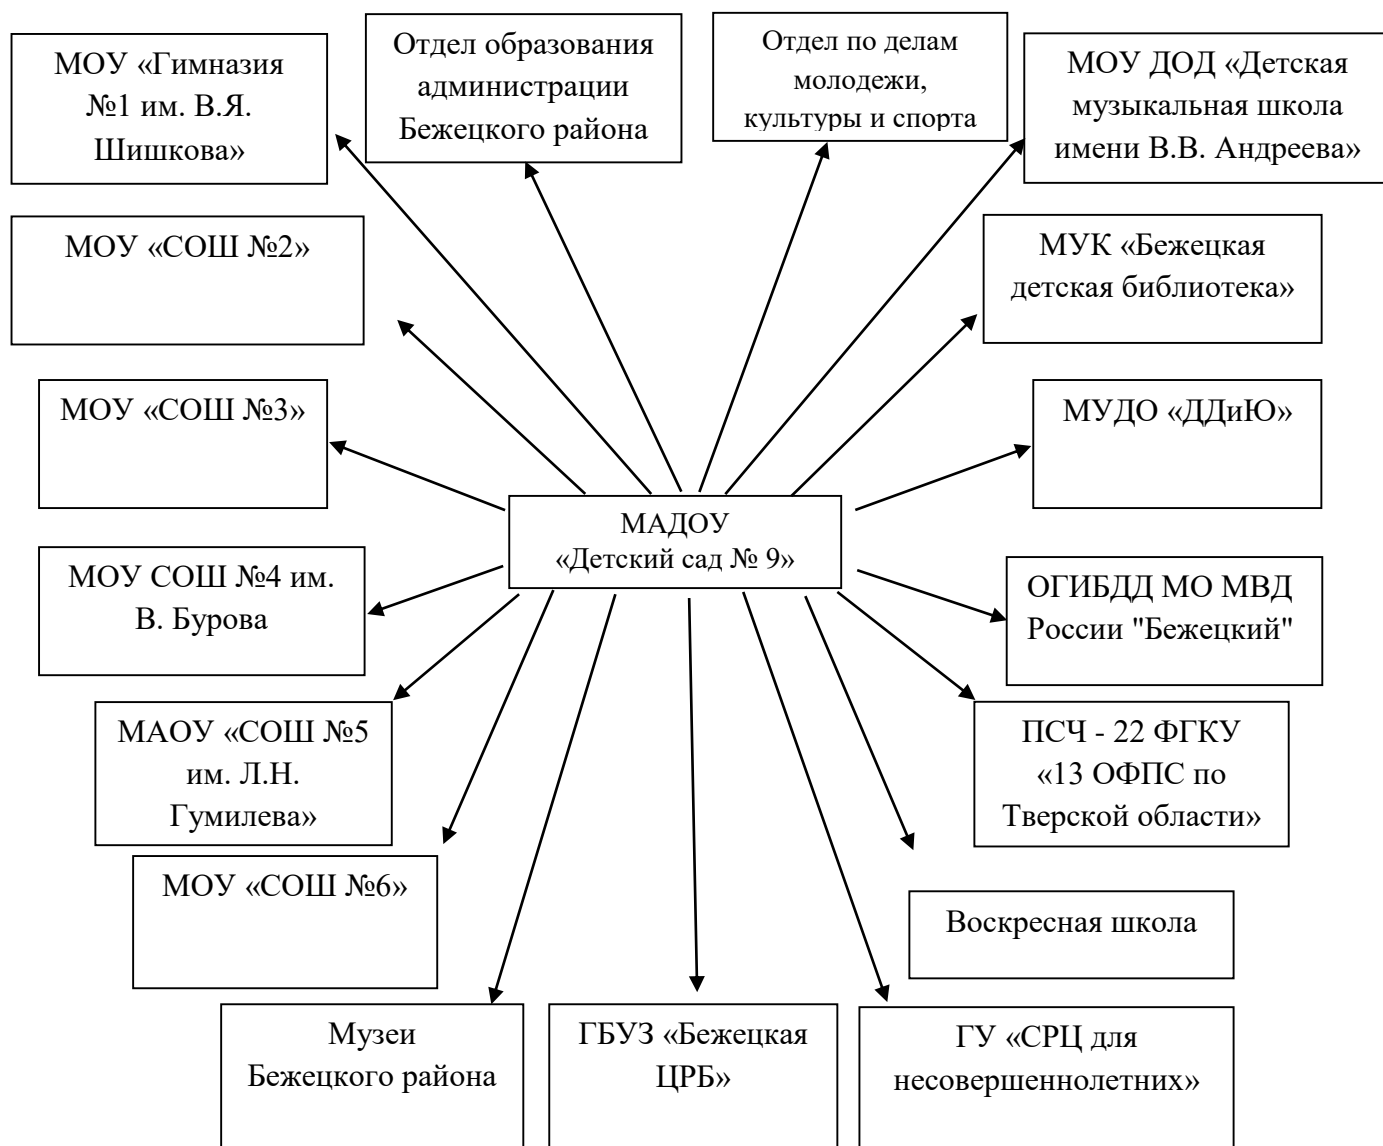 МОУ «Гимназия
№1 им. В.Я.
Шишкова»
Отдел образования
администрации
Бежецкого района
Отдел по делам
молодежи,
культуры и спорта
МОУ ДОД «Детская
музыкальная школа
имени В.В. Андреева»
МОУ «СОШ №2»
МУК «Бежецкая
детская библиотека»
МОУ «СОШ №3»
МУДО «ДДиЮ»
МАДОУ
«Детский сад № 9»
МОУ СОШ №4 им.
В. Бурова
ОГИБДД МО МВД
России "Бежецкий"
МАОУ «СОШ №5
им. Л.Н.
Гумилева»
ПСЧ - 22 ФГКУ
«13 ОФПС по
Тверской области»
МОУ «СОШ №6»
Воскресная школа
Музеи
Бежецкого района
ГБУЗ «Бежецкая
ЦРБ»
ГУ «СРЦ для
несовершеннолетних»